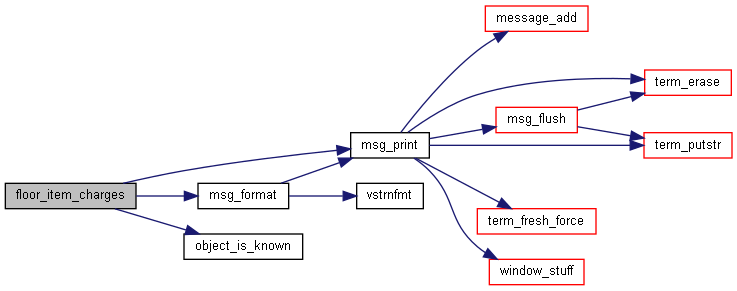 message_add
term_erase
msg_flush
msg_print
term_putstr
floor_item_charges
msg_format
vstrnfmt
term_fresh_force
object_is_known
window_stuff